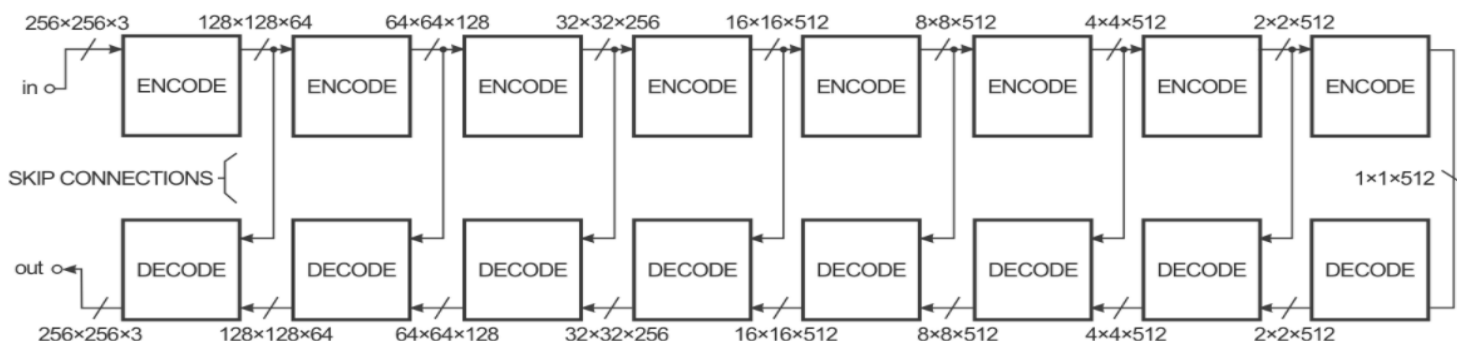 256×256×3 128×128×64 64×64×128 32×32×256 16×16×512 8×8×512 4×4×512 2×2×512
in ENCODE ENCODE ENCODE ENCODE ENCODE ENCODE ENCODE ENCODE
SKIP CONNECTIONS 1×1×512
out DECODE DECODE DECODE DECODE DECODE DECODE DECODE DECODE
256×256×3 128×128×64 64×64×128 32×32×256 16×16×512 8×8×512 4×4×512 2×2×512